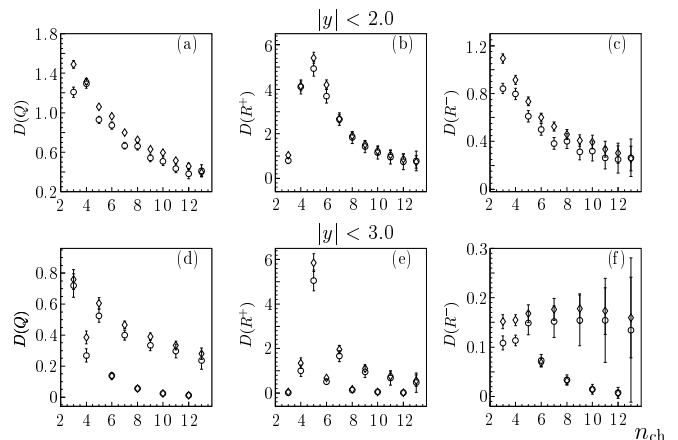 |y| < 2.0
(a)
(b)
(c)
D(Q)
D(R⁺)
D(R⁻)
1.8
1.4
1.0
0.6
0.2
6
4
2
0
1.2
0.8
0.4
0
2 4 6 8 10 12
2 4 6 8 10 12
2 4 6 8 10 12
|y| < 3.0
(d)
(e)
(f)
D(Q)
D(R⁺)
D(R⁻)
0.8
0.6
0.4
0.2
0
6
4
2
0
0.3
0.2
0.1
0
2 4 6 8 10 12
2 4 6 8 10 12
2 4 6 8 10 12
n_ch